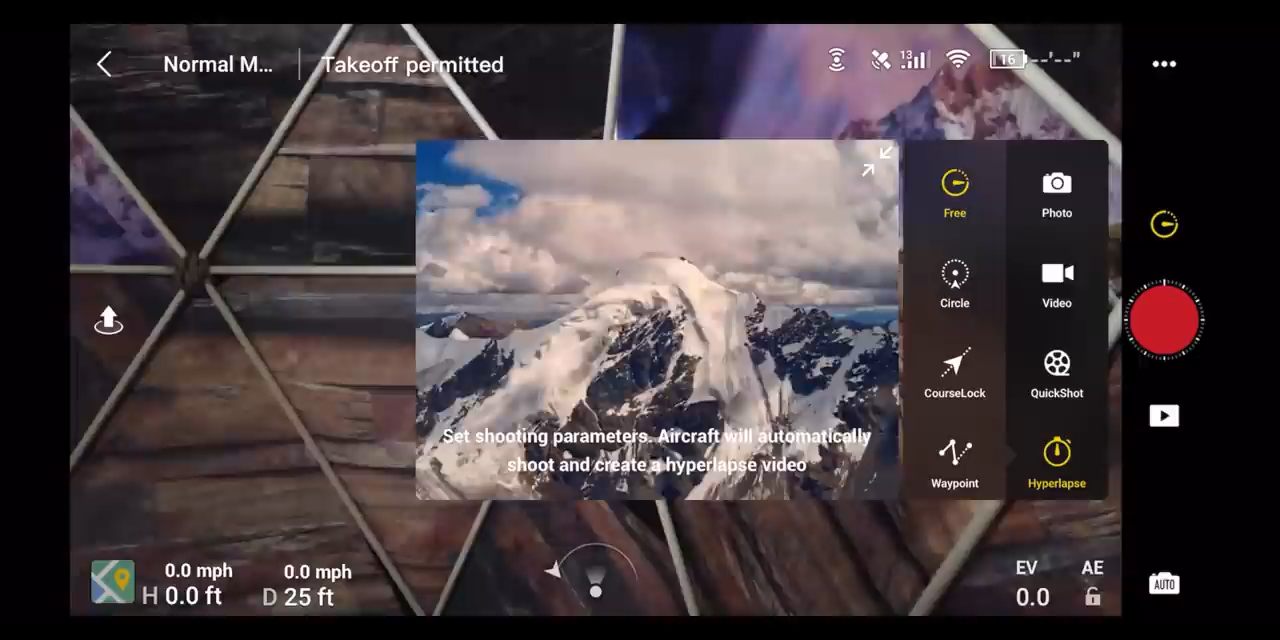 Normal M...
Takeoff permitted
13
16
--'--"
Free
Photo
Circle
Video
CourseLock
QuickShot
Set shooting parameters. Aircraft will automatically
shoot and create a hyperlapse video
Waypoint
Hyperlapse
0.0 mph
0.0 mph
H 0.0 ft
D 25 ft
EV
AE
0.0
AUTO